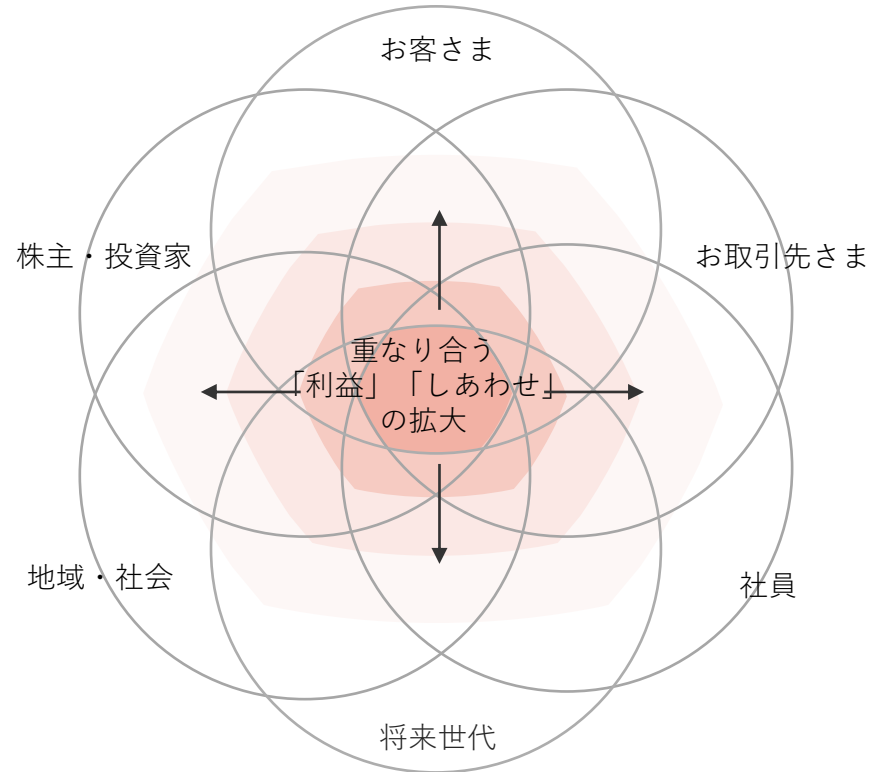 お客さま
株主・投資家
お取引先さま
重なり合う
「利益」「しあわせ」
の拡大
地域・社会
社員
将来世代